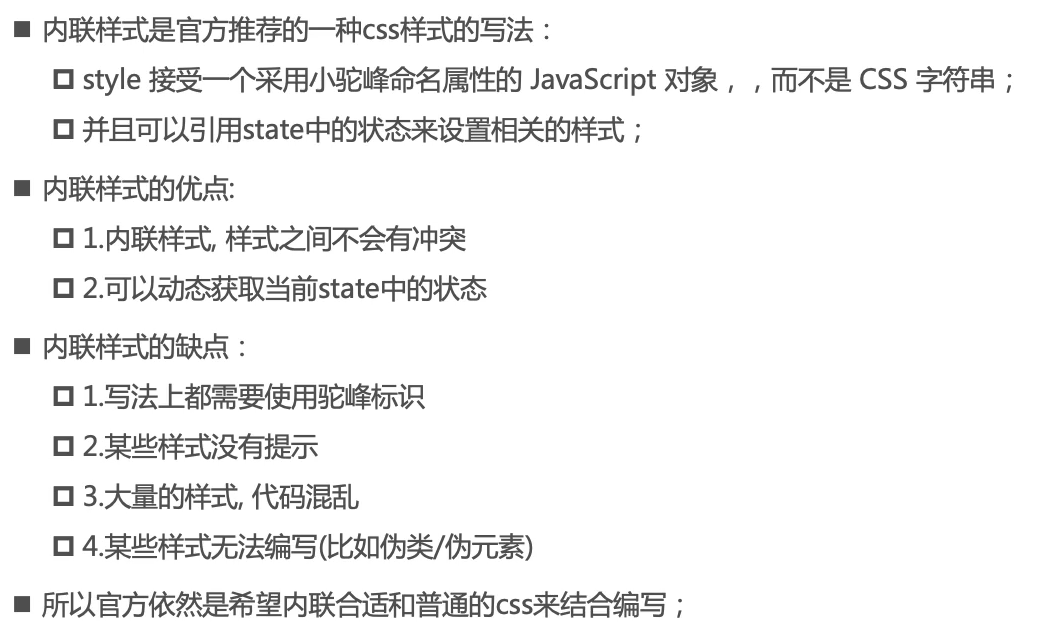 ■ 内联样式是官方推荐的一种css样式的写法：
□ style 接受一个采用小驼峰命名属性的 JavaScript 对象，，而不是 CSS 字符串；
□ 并且可以引用state中的状态来设置相关的样式；
■ 内联样式的优点:
□ 1.内联样式, 样式之间不会有冲突
□ 2.可以动态获取当前state中的状态
■ 内联样式的缺点：
□ 1.写法上都需要使用驼峰标识
□ 2.某些样式没有提示
□ 3.大量的样式, 代码混乱
□ 4.某些样式无法编写(比如伪类/伪元素)
■ 所以官方依然是希望内联合适和普通的css来结合编写；